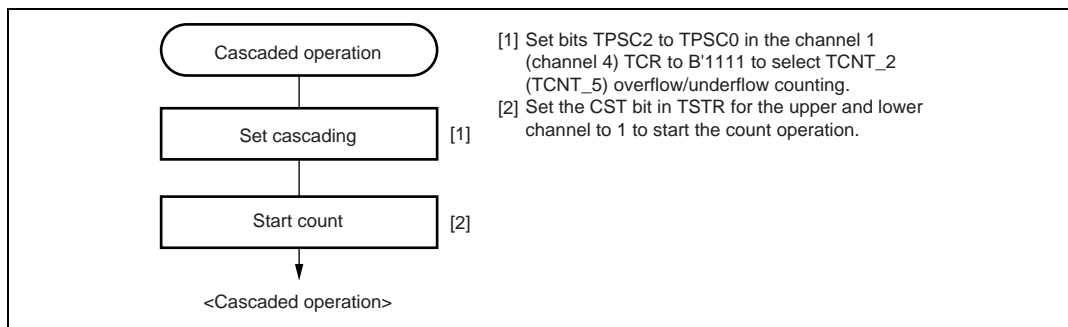 Cascaded operation
[1] Set bits TPSC2 to TPSC0 in the channel 1
(channel 4) TCR to B'1111 to select TCNT_2
(TCNT_5) overflow/underflow counting.
[2] Set the CST bit in TSTR for the upper and lower
channel to 1 to start the count operation.
Set cascading [1]
Start count [2]
<Cascaded operation>